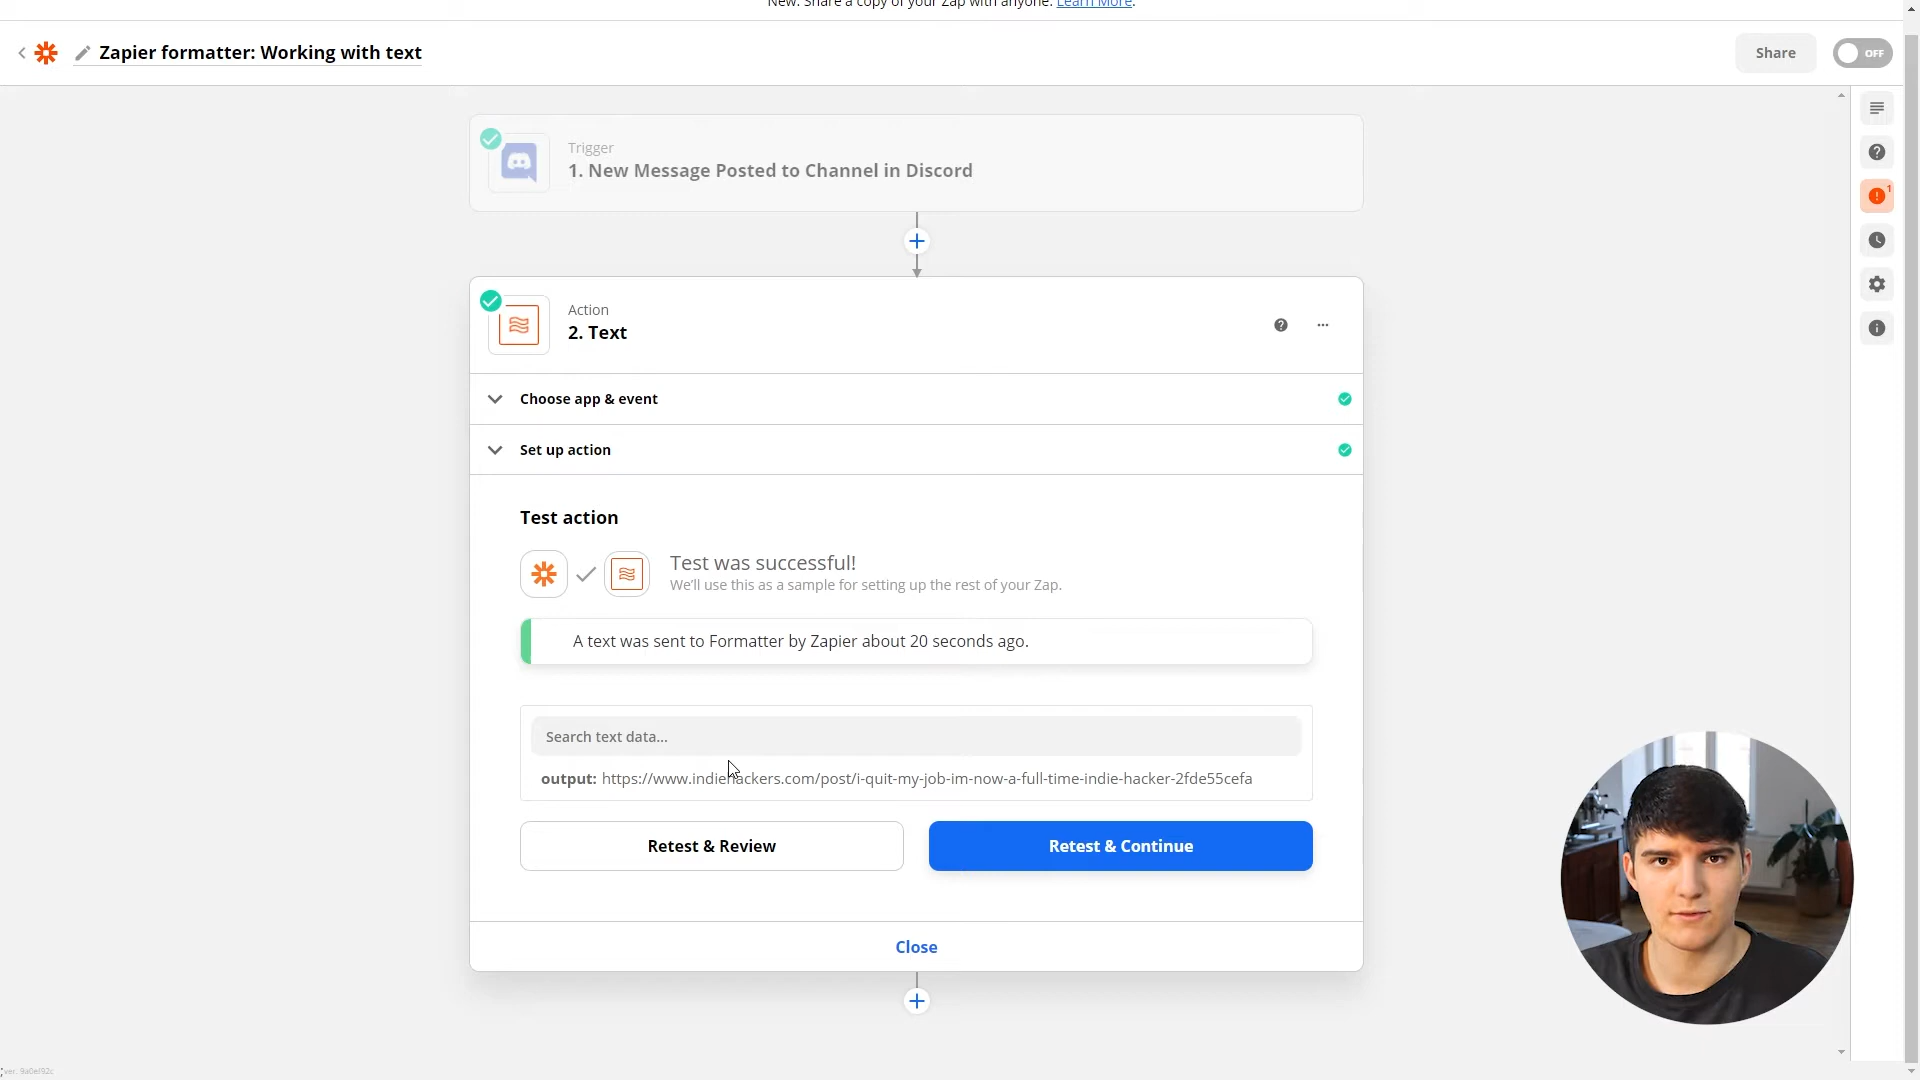 New: Share a copy of your Zap with anyone. Learn More.
Zapier formatter: Working with text
Share
OFF
Trigger
1. New Message Posted to Channel in Discord
1
Action
2. Text
Choose app & event
Set up action
Test action
Test was successful!
We'll use this as a sample for setting up the rest of your Zap.
A text was sent to Formatter by Zapier about 20 seconds ago.
Search text data...
output: https://www.indiehackers.com/post/i-quit-my-job-im-now-a-full-time-indie-hacker-2fde55cefa
Retest & Review
Retest & Continue
Close